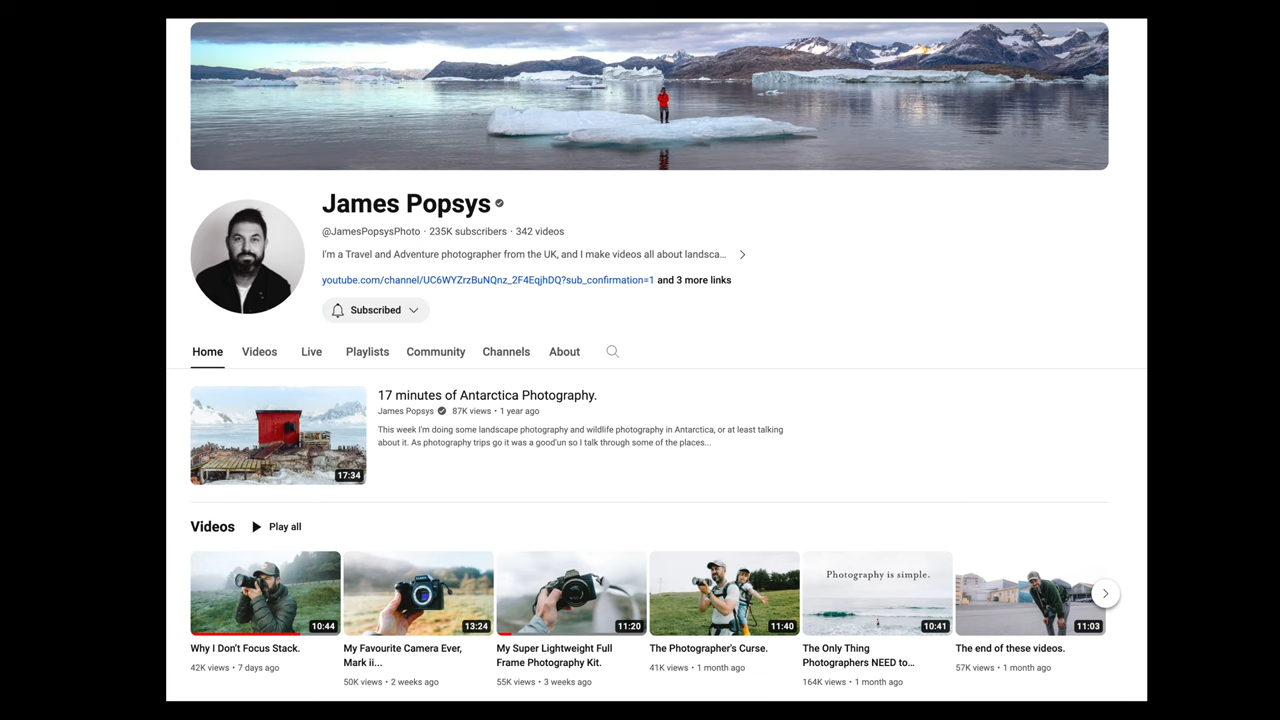 James Popsys
@JamesPopsysPhoto · 235K subscribers · 342 videos
I'm a Travel and Adventure photographer from the UK, and I make videos all about landsca...
youtube.com/channel/UC6WYZrzBuNQnz_2F4EqjhDQ?sub_confirmation=1 and 3 more links
Subscribed
Home Videos Live Playlists Community Channels About
17 minutes of Antarctica Photography.
James Popsys 87K views • 1 year ago
This week I'm doing some landscape photography and wildlife photography in Antarctica, or at least talking
about it. As photography trips go it was a good'un so I talk through some of the places...
17:34
Videos Play all
10:44
Why I Don't Focus Stack.
42K views • 7 days ago
13:24
My Favourite Camera Ever,
Mark ii...
50K views • 2 weeks ago
11:20
My Super Lightweight Full
Frame Photography Kit.
55K views • 3 weeks ago
11:40
The Photographer's Curse.
41K views • 1 month ago
Photography is simple.
10:41
The Only Thing
Photographers NEED to...
164K views • 1 month ago
11:03
The end of these videos.
57K views • 1 month ago